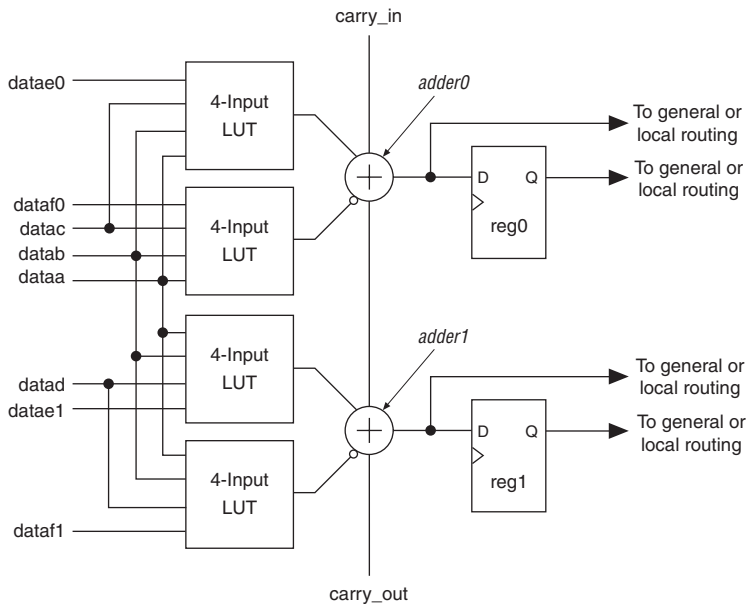 carry_in
adder0
datae0
4-Input
LUT
To general or
local routing
D
Q
reg0
To general or
local routing
dataf0
datac
datab
dataa
4-Input
LUT
adder1
4-Input
LUT
To general or
local routing
datad
datae1
D
Q
reg1
To general or
local routing
4-Input
LUT
dataf1
carry_out